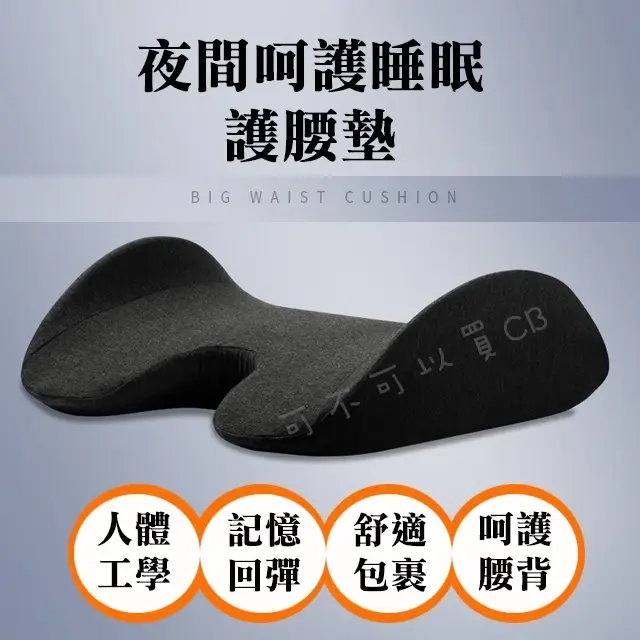 夜間呵護睡眠
護腰墊
BIG WAIST CUSHION
可不可以買CB
人體
工學
記憶
回彈
舒適
包裹
呵護
腰背